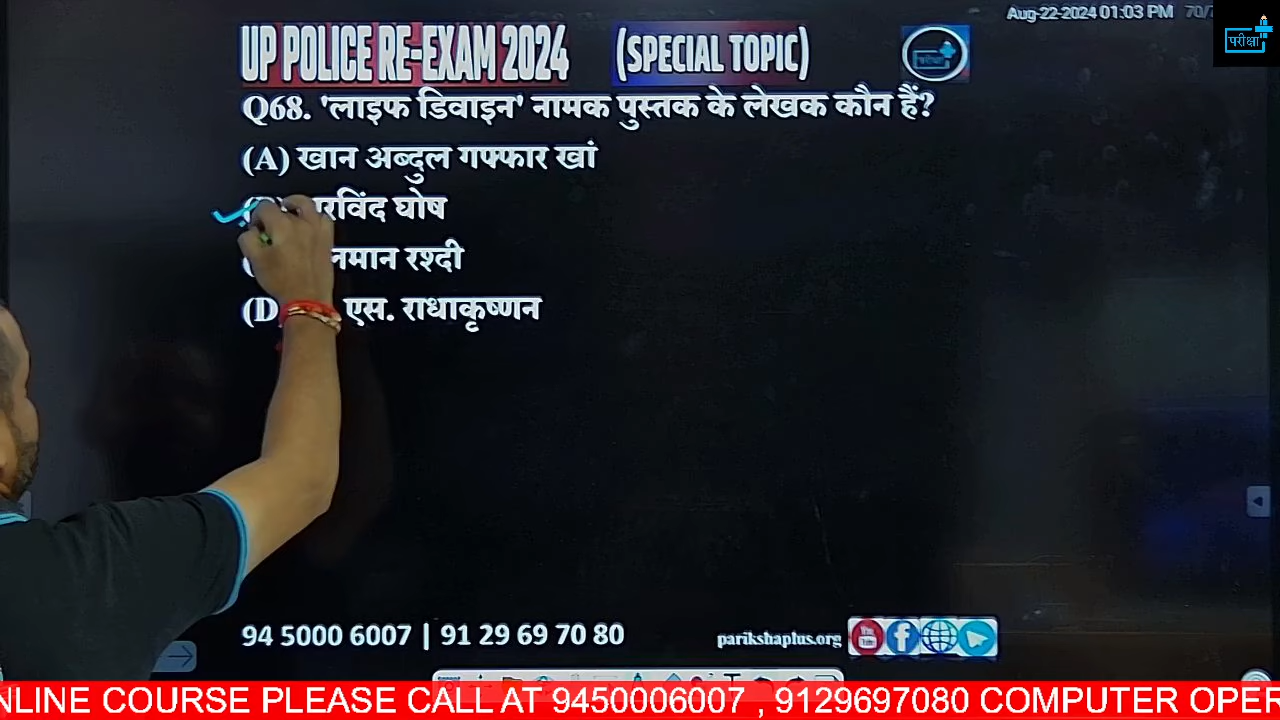 Aug-22-2024 01:03 PM 70/
परीक्षा
UP POLICE RE-EXAM 2024 (SPECIAL TOPIC)
Q68. 'लाइफ डिवाइन' नामक पुस्तक के लेखक कौन हैं?
(A) खान अब्दुल गफ्फार खां
घोष
रश्दी
(D एस. राधाकृष्णन
94 5000 6007 | 91 29 69 70 80
parikshaplus.org
NLINE COURSE PLEASE CALL AT 9450006007 , 9129697080 COMPUTER OPER